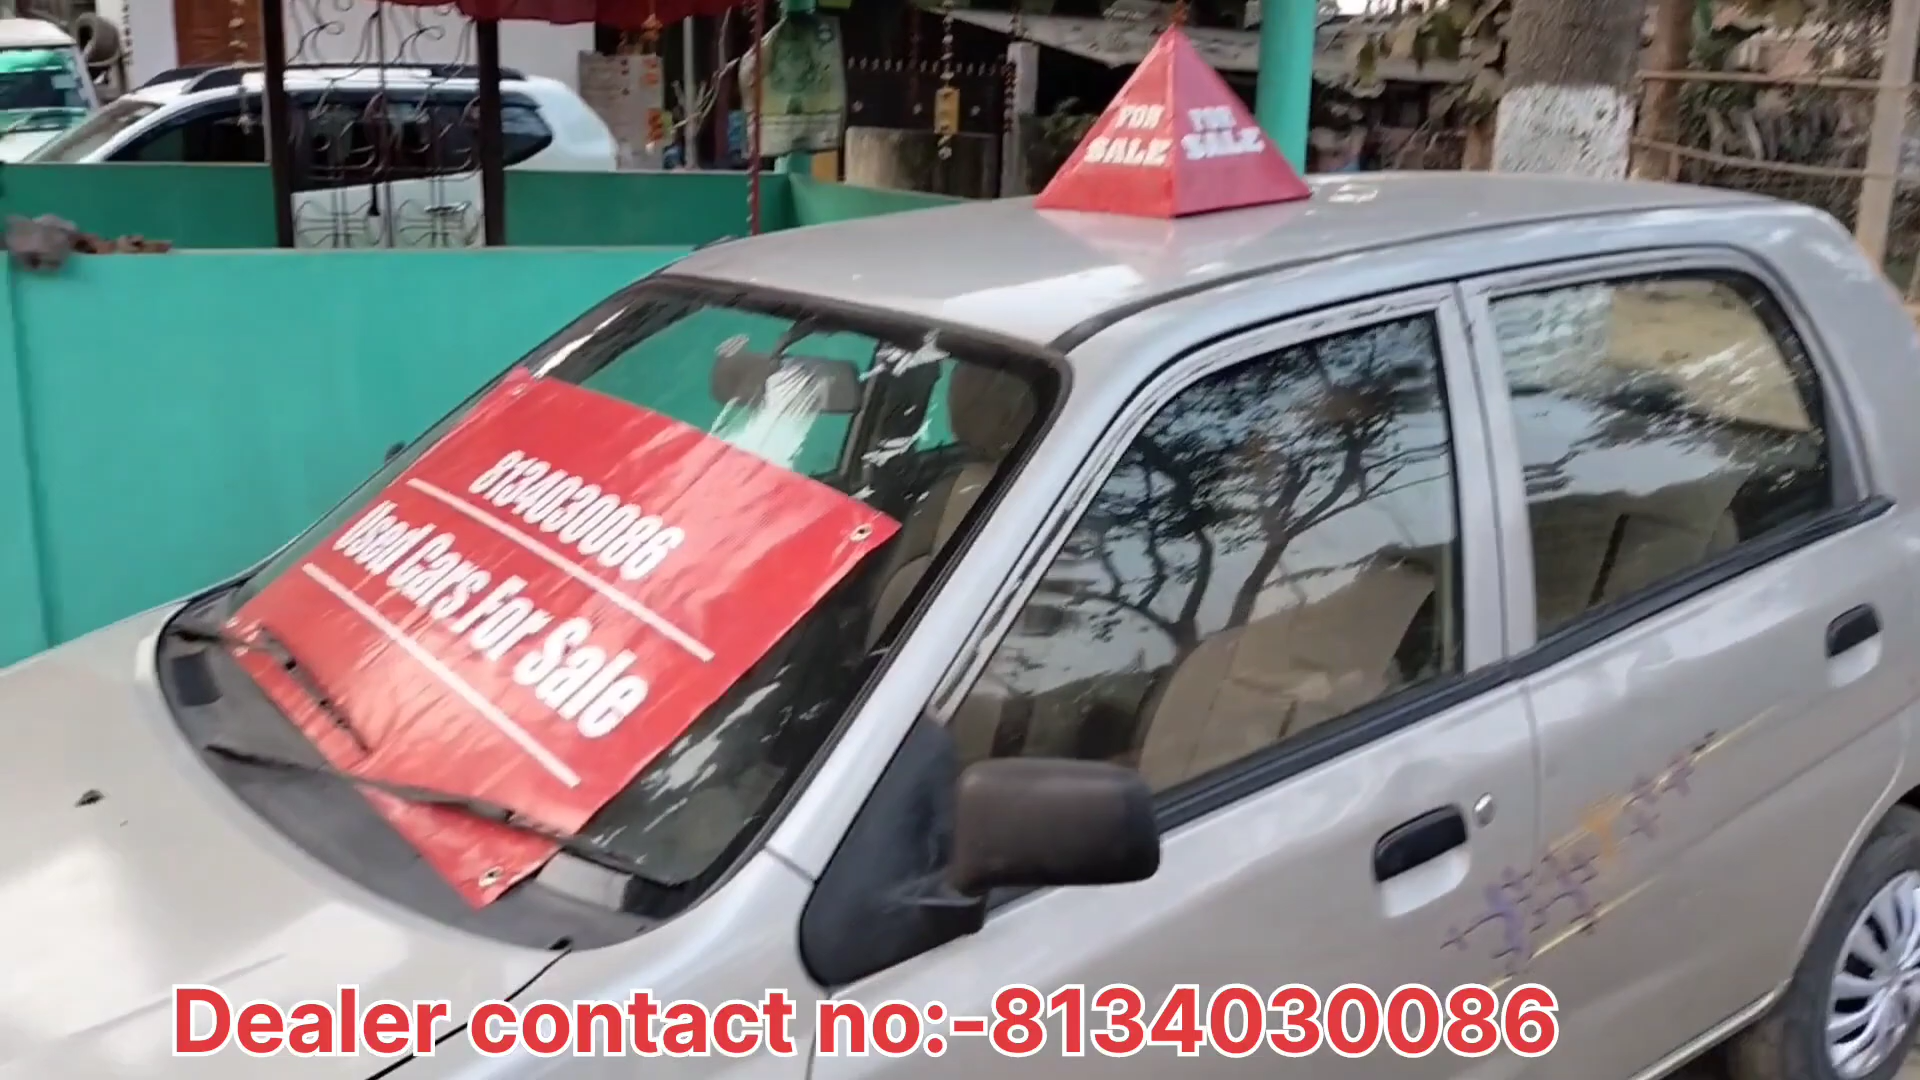 FOR
SALE
FOR
SALE
8134030086
Used Cars For Sale
Dealer contact no:-8134030086